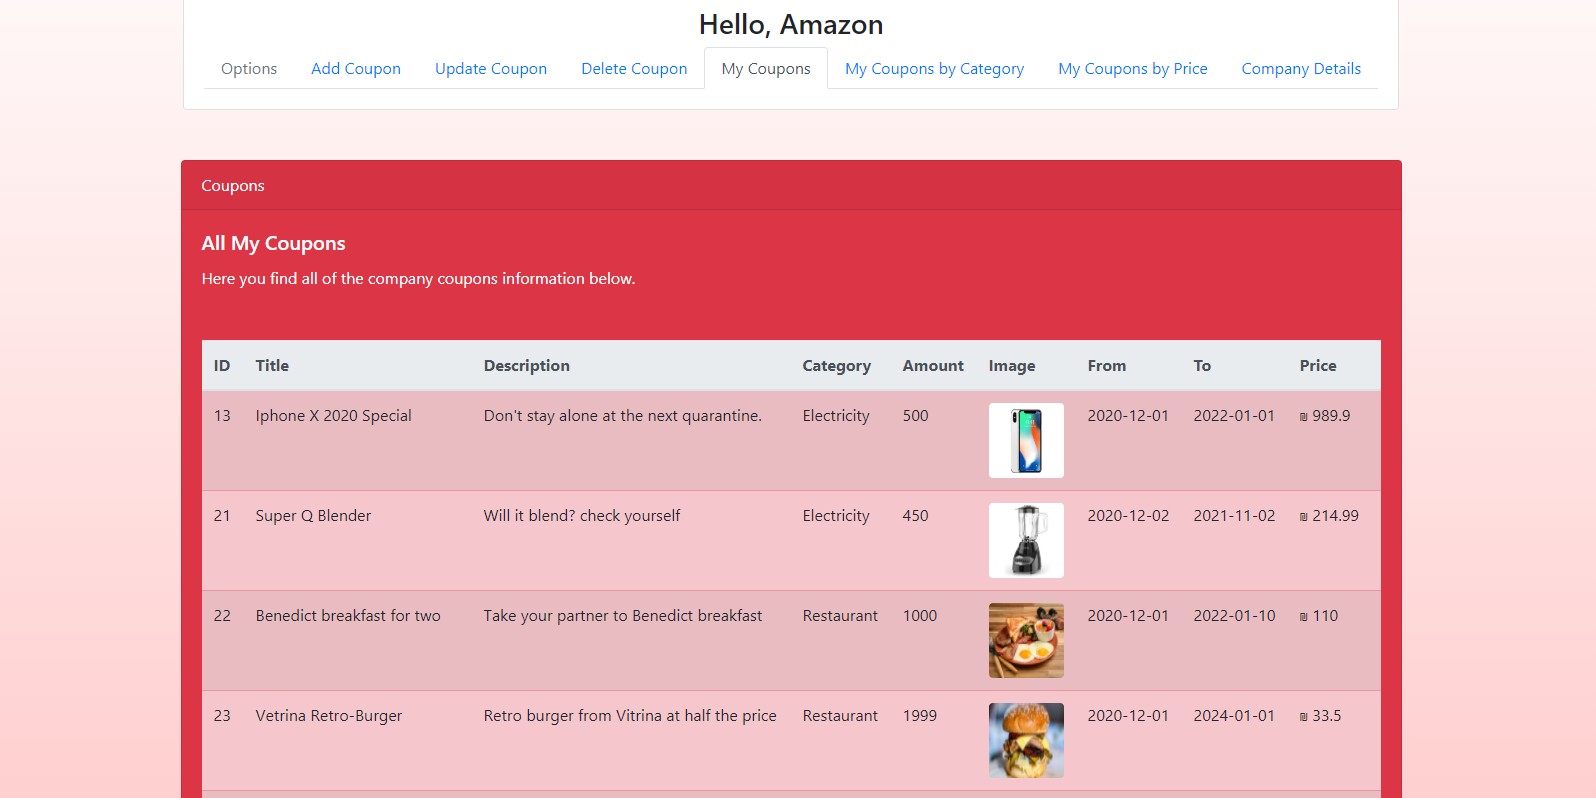 Hello, Amazon
Options Add Coupon Update Coupon Delete Coupon My Coupons My Coupons by Category My Coupons by Price Company Details
Coupons
All My Coupons
Here you find all of the company coupons information below.
ID Title Description Category Amount Image From To Price
13 Iphone X 2020 Special Don't stay alone at the next quarantine. Electricity 500 2020-12-01 2022-01-01 ₪ 989.9
21 Super Q Blender Will it blend? check yourself Electricity 450 2020-12-02 2021-11-02 ₪ 214.99
22 Benedict breakfast for two Take your partner to Benedict breakfast Restaurant 1000 2020-12-01 2022-01-10 ₪ 110
23 Vetrina Retro-Burger Retro burger from Vitrina at half the price Restaurant 1999 2020-12-01 2024-01-01 ₪ 33.5